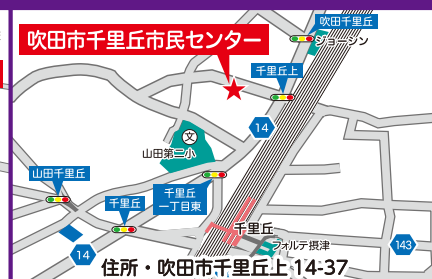 吹田千里丘
ジョーシン
吹田市千里丘市民センター
千里丘上
14
文
山田第二小
山田千里丘
千里丘
一丁目東
千里丘
千里丘
フォルテ摂津
14
143
住所・吹田市千里丘上 14-37